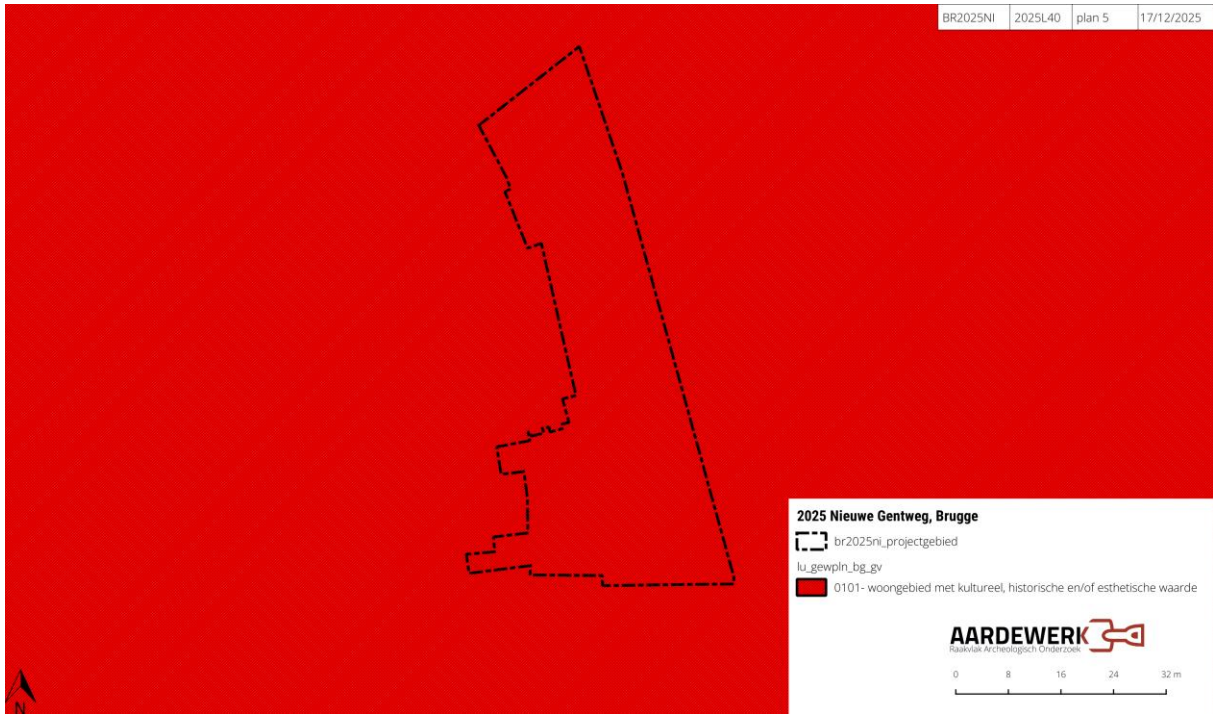 BR2025NI 2025L40 plan 5 17/12/2025
2025 Nieuwe Gentweg, Brugge
br2025ni_projectgebied
lu_gewpln_bg_gv
0101- woongebied met kultureel, historische en/of esthetische waarde
AARDEWERK
Raakvlak Archeologisch Onderzoek
0 8 16 24 32 m
N